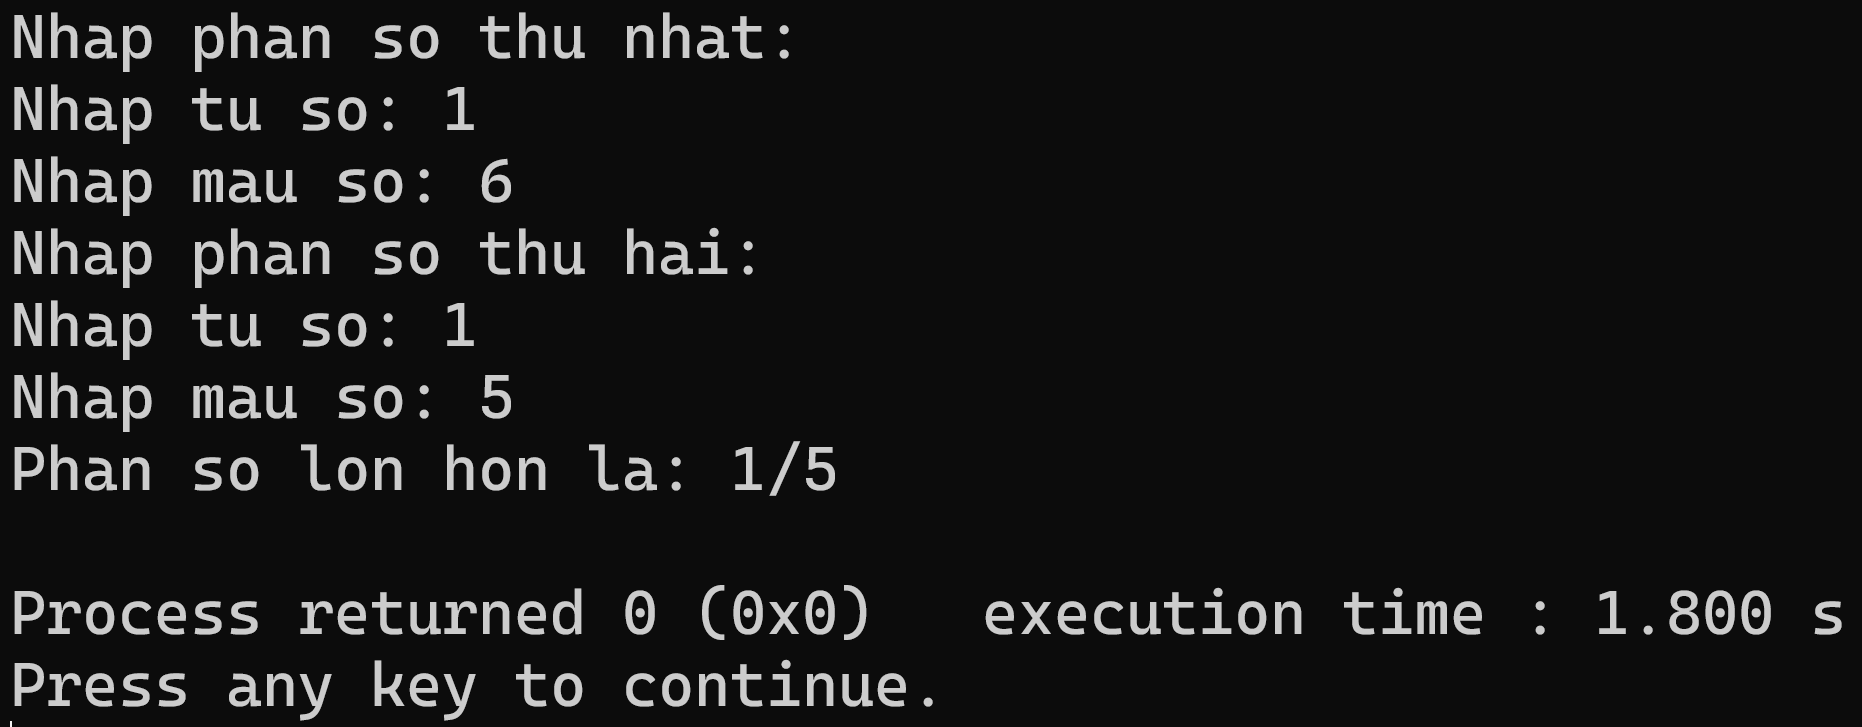 Nhap phan so thu nhat:
Nhap tu so: 1
Nhap mau so: 6
Nhap phan so thu hai:
Nhap tu so: 1
Nhap mau so: 5
Phan so lon hon la: 1/5
Process returned 0 (0x0)   execution time : 1.800 s
Press any key to continue.